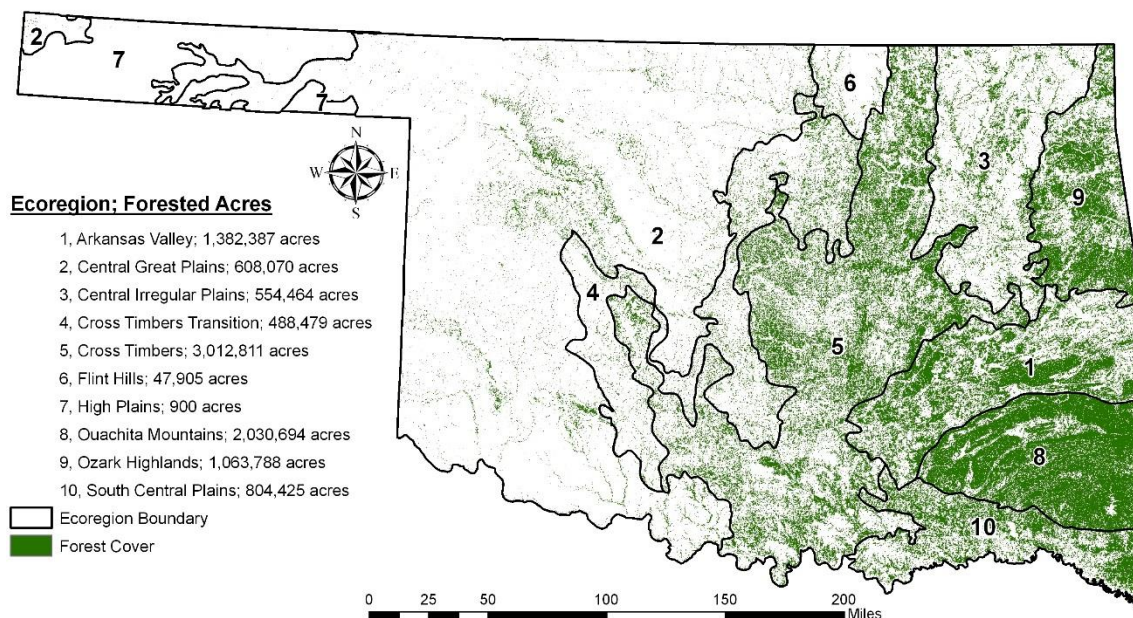 2
7
7
6
3
9
2
4
5
1
8
10
N
W E
S
Ecoregion; Forested Acres
1, Arkansas Valley; 1,382,387 acres
2, Central Great Plains; 608,070 acres
3, Central Irregular Plains; 554,464 acres
4, Cross Timbers Transition; 488,479 acres
5, Cross Timbers; 3,012,811 acres
6, Flint Hills; 47,905 acres
7, High Plains; 900 acres
8, Ouachita Mountains; 2,030,694 acres
9, Ozark Highlands; 1,063,788 acres
10, South Central Plains; 804,425 acres
Ecoregion Boundary
Forest Cover
0 25 50 100 150 200
Miles